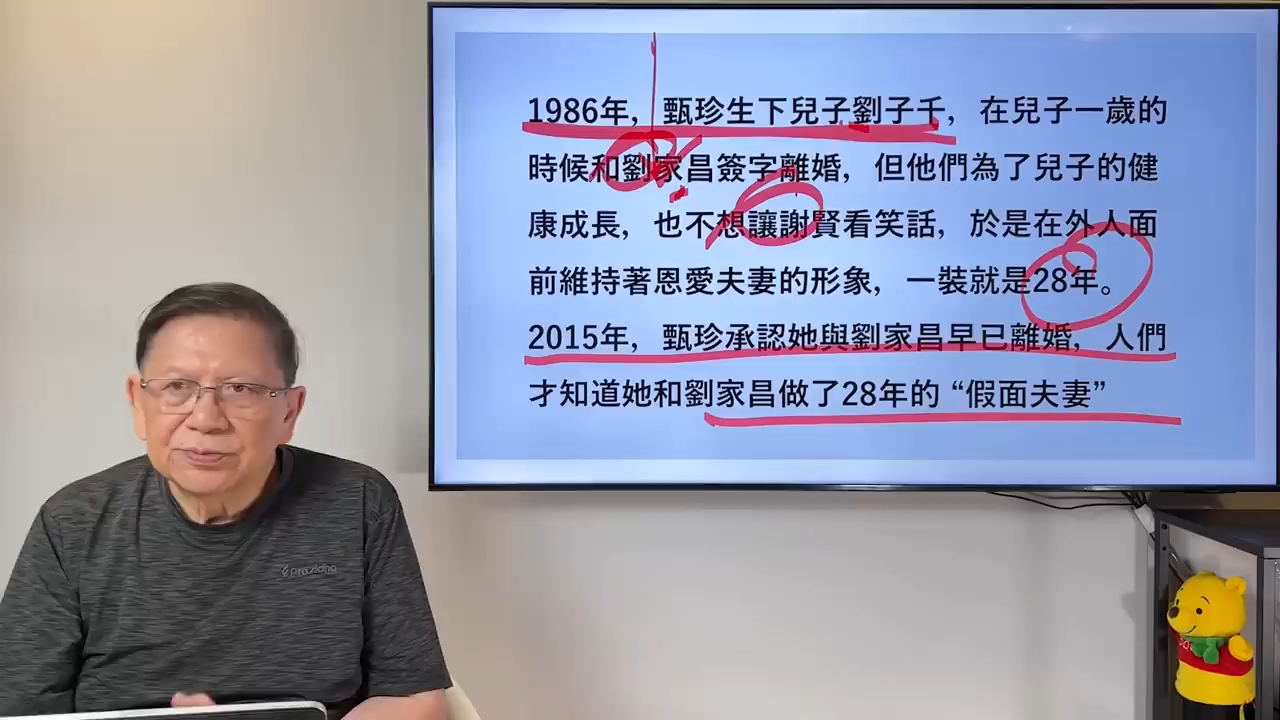 1986年，甄珍生下兒子劉子千，在兒子一歲的
時候和劉家昌簽字離婚，但他們為了兒子的健
康成長，也不想讓謝賢看笑話，於是在外人面
前維持著恩愛夫妻的形象，一裝就是28年。
2015年，甄珍承認她與劉家昌早已離婚，人們
才知道她和劉家昌做了28年的“假面夫妻”